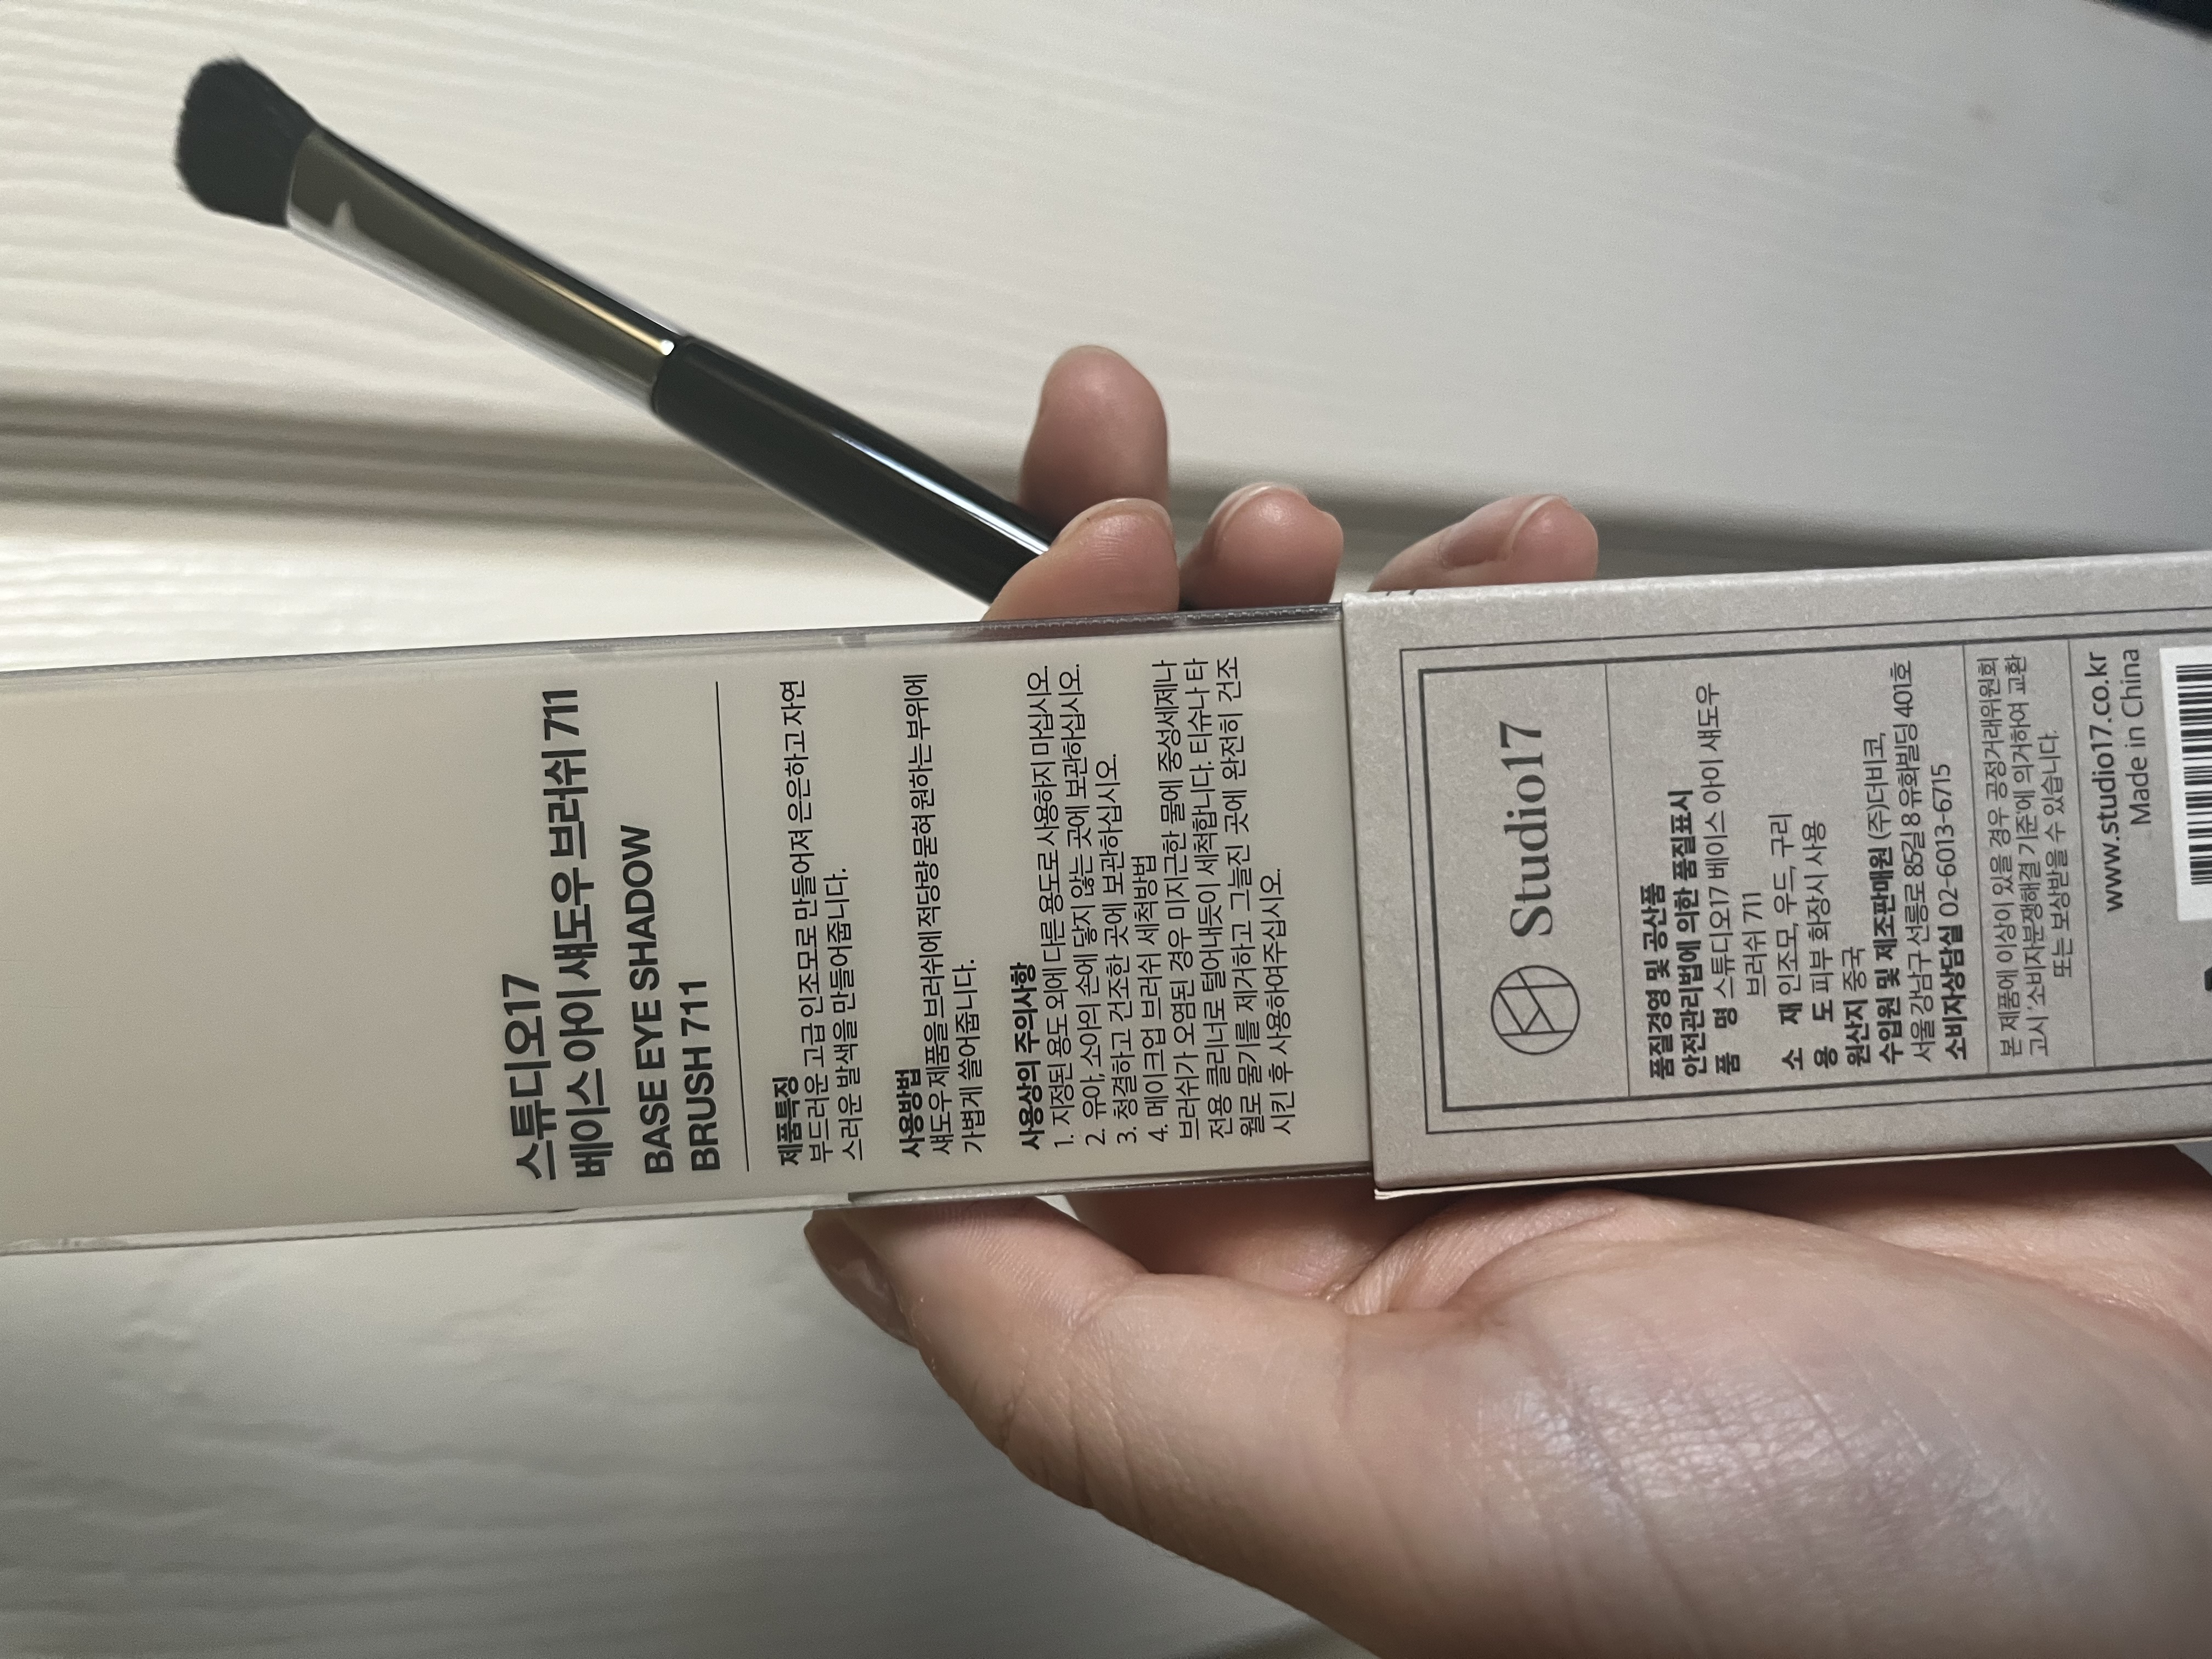 스튜디오17
베이스 아이 섀도우 브러쉬 711
BASE EYE SHADOW
BRUSH 711
제품특징
부드러운 고급 인조모로 만들어져 은은하고 자연
스러운 발색을 만들어줍니다.
사용방법
섀도우 제품을 브러쉬에 적당량 묻혀 원하는 부위에
가볍게 쓸어줍니다.
사용상의 주의사항
1. 지정된 용도 외에 다른 용도로 사용하지 마십시오.
2. 유아, 소아의 손에 닿지 않는 곳에 보관하십시오.
3. 청결하고 건조한 곳에 보관하십시오.
4. 메이크업 브러쉬 세척방법
브러쉬가 오염된 경우 미지근한 물에 중성세제나
전용 클리너로 털어내듯이 세척합니다. 티슈나 타
월로 물기를 제거하고 그늘진 곳에 완전히 건조
시킨 후 사용하여주십시오.
Studio17
품질경영 및 공산품
안전관리법에 의한 품질표시
품 명 스튜디오17 베이스 아이 섀도우
브러쉬 711
소 재 인조모, 우드, 구리
용 도 피부 화장시 사용
원산지 중국
수입원 및 제조판매원 (주)더비코,
서울 강남구 선릉로 85길 8 유화빌딩 401호
소비자상담실 02-6013-6715
본 제품에 이상이 있을 경우 공정거래위원회
고시 '소비자분쟁해결 기준'에 의거하여 교환
또는 보상받을 수 있습니다.
www.studio17.co.kr
Made in China